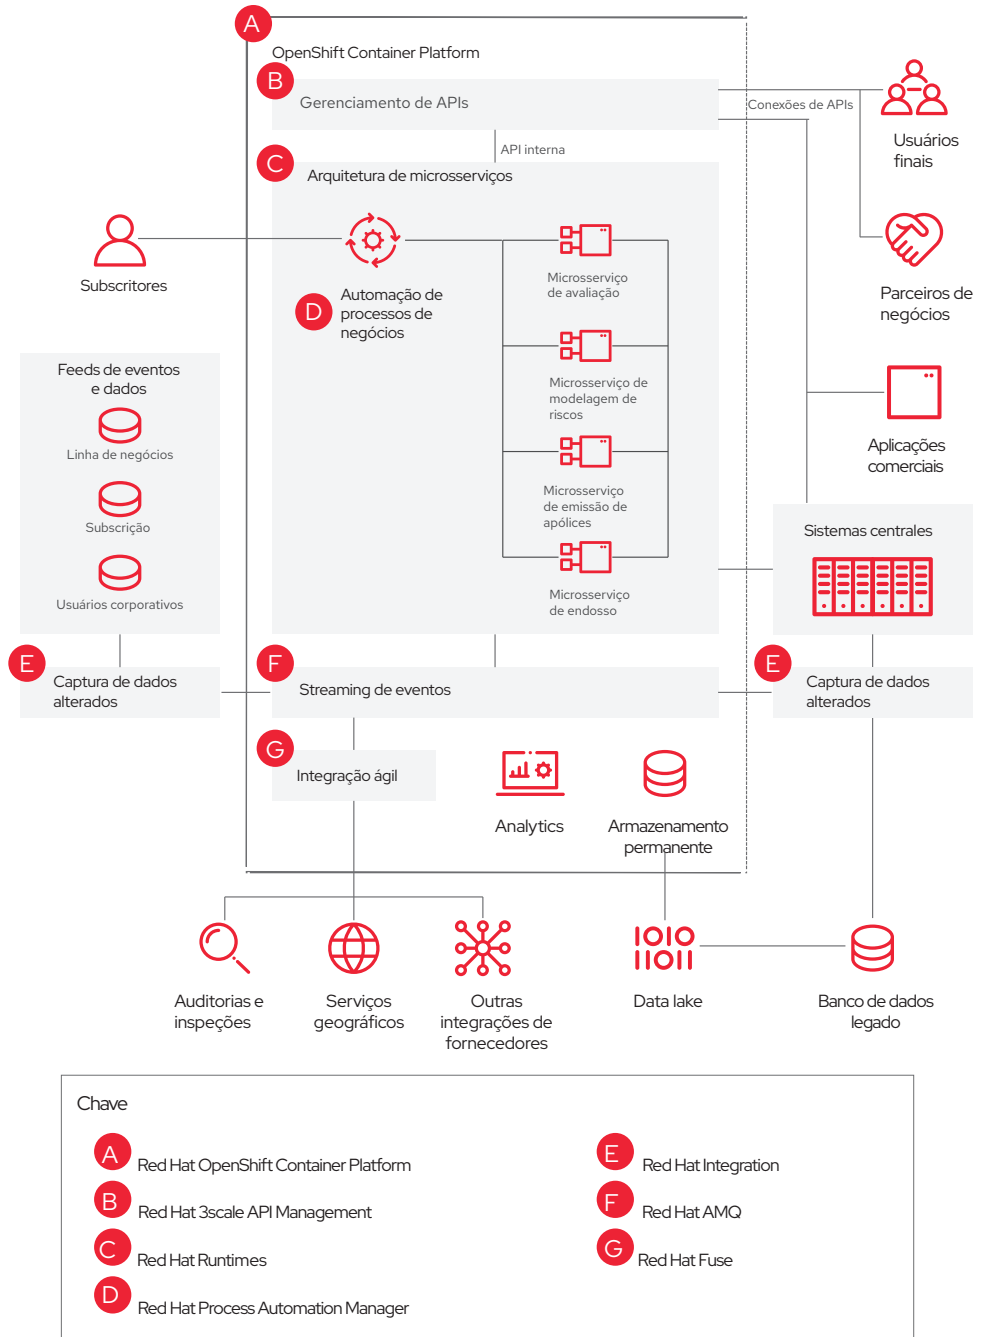 A
OpenShift Container Platform
B
Gerenciamento de APIs
Conexões de APIs
Usuários
finais
API interna
C
Arquitetura de microsserviços
Subscritores
D
Automação de
processos de
negócios
Microsserviço
de avaliação
Parceiros de
negócios
Feeds de eventos
e dados
Linha de negócios
Subscrição
Usuários corporativos
Microsserviço de
modelagem de
riscos
Aplicações
comerciais
Microsserviço
de emissão de
apólices
Sistemas centrales
Microsserviço
de endosso
E
Captura de dados
alterados
F
Streaming de eventos
E
Captura de dados
alterados
G
Integração ágil
Analytics
Armazenamento
permanente
Auditorias e
inspeções
Serviços
geográficos
Outras
integrações de
fornecedores
Data lake
Banco de dados
legado
Chave
A Red Hat OpenShift Container Platform
B Red Hat 3scale API Management
C Red Hat Runtimes
D Red Hat Process Automation Manager
E Red Hat Integration
F Red Hat AMQ
G Red Hat Fuse